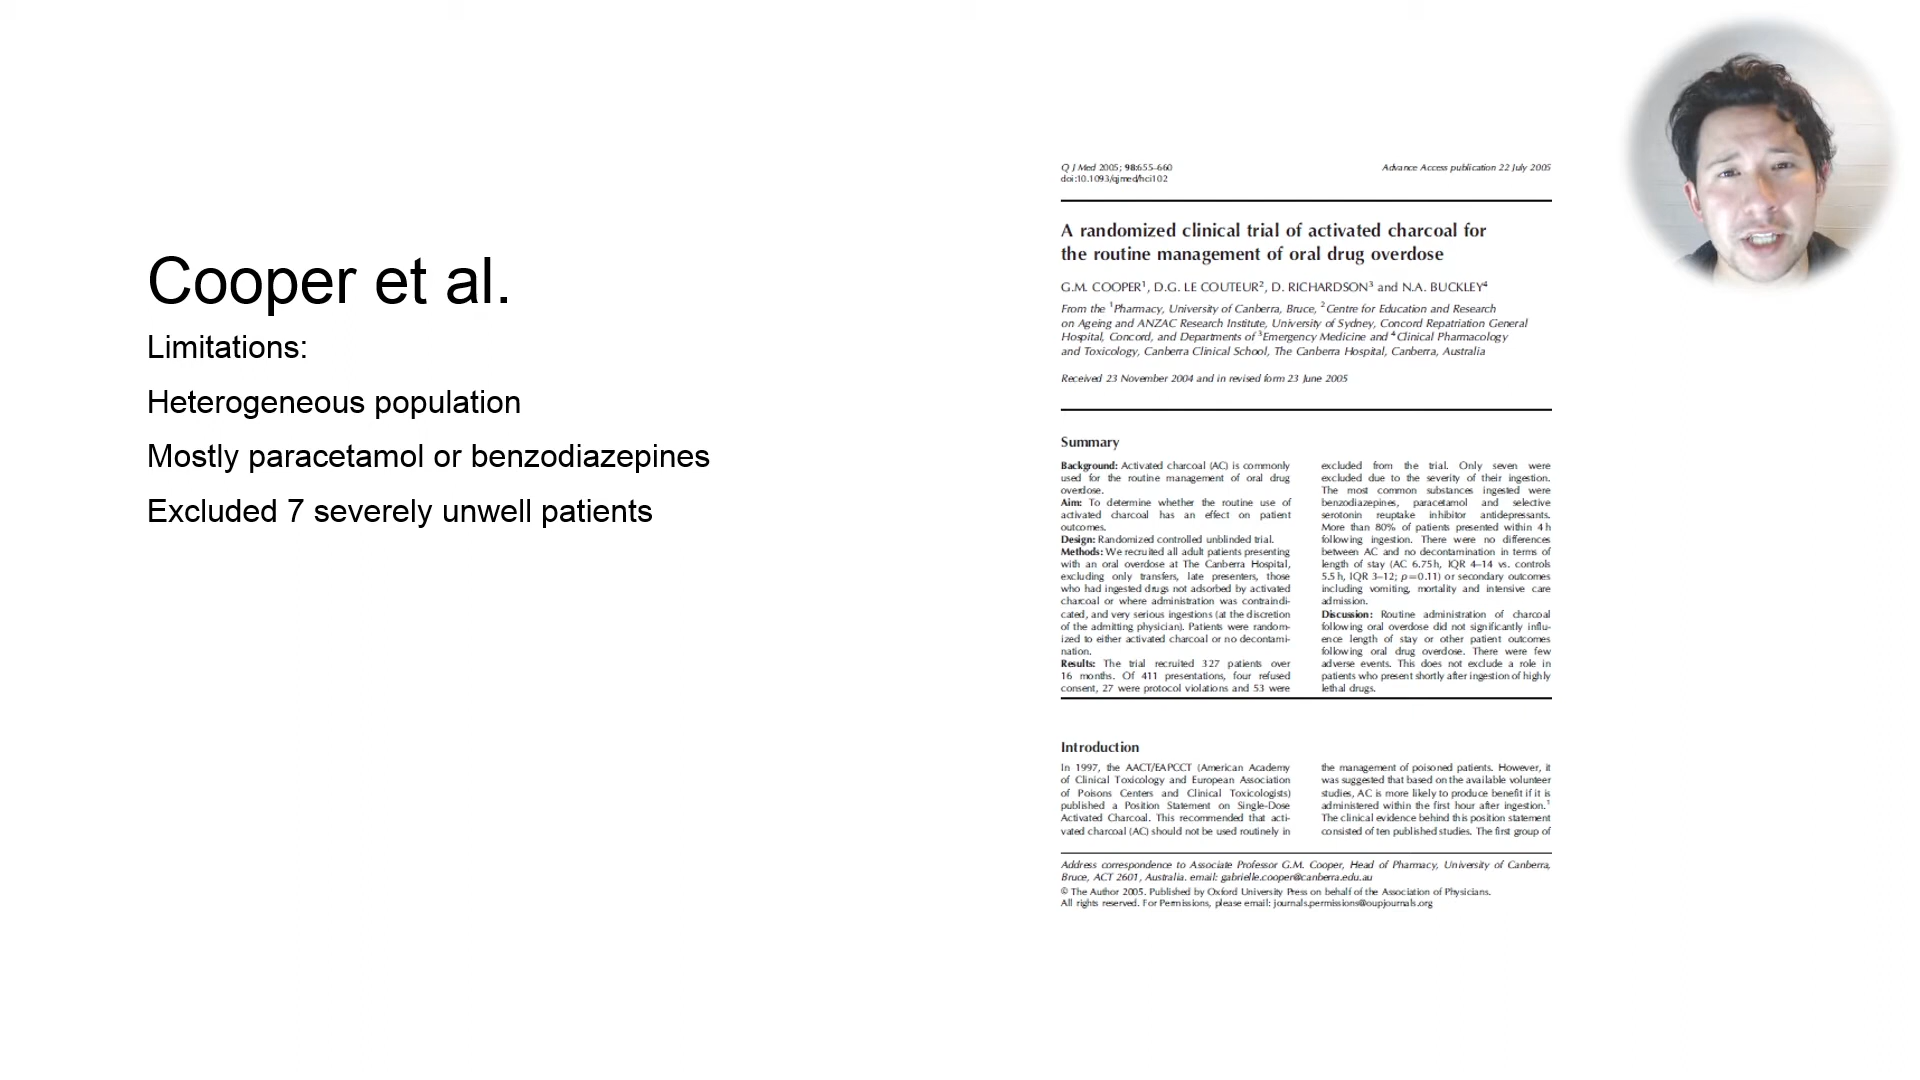 Cooper et al.
Limitations:
Heterogeneous population
Mostly paracetamol or benzodiazepines
Excluded 7 severely unwell patients
Q J Med 2005; 98:655–660
doi:10.1093/qjmed/hci102
Advance Access publication 22 July 2005
A randomized clinical trial of activated charcoal for
the routine management of oral drug overdose
G.M. COOPER¹, D.G. LE COUTEUR², D. RICHARDSON³ and N.A. BUCKLEY⁴
From the ¹Pharmacy, University of Canberra, Bruce, ²Centre for Education and Research
on Ageing and ANZAC Research Institute, University of Sydney, Concord Repatriation General
Hospital, Concord, and Departments of ³Emergency Medicine and ⁴Clinical Pharmacology
and Toxicology, Canberra Clinical School, The Canberra Hospital, Canberra, Australia
Received 23 November 2004 and in revised form 23 June 2005
Summary
Background: Activated charcoal (AC) is commonly
used for the routine management of oral drug
overdose.
Aim: To determine whether the routine use of
activated charcoal has an effect on patient
outcomes.
Design: Randomized controlled unblinded trial.
Methods: We recruited all adult patients presenting
with an oral overdose at The Canberra Hospital,
excluding only transfers, late presenters, those
who had ingested drugs not adsorbed by activated
charcoal or where administration was contraindi-
cated, and very serious ingestions (at the discretion
of the admitting physician). Patients were random-
ized to either activated charcoal or no decontami-
nation.
Results: The trial recruited 327 patients over
16 months. Of 411 presentations, four refused
consent, 27 were protocol violations and 53 were
excluded from the trial. Only seven were
excluded due to the severity of their ingestion.
The most common substances ingested were
benzodiazepines, paracetamol and selective
serotonin reuptake inhibitor antidepressants.
More than 80% of patients presented within 4 h
following ingestion. There were no differences
between AC and no decontamination in terms of
length of stay (AC 6.75 h, IQR 4–14 vs. controls
5.5 h, IQR 3–12; p=0.11) or secondary outcomes
including vomiting, mortality and intensive care
admission.
Discussion: Routine administration of charcoal
following oral overdose did not significantly influ-
ence length of stay or other patient outcomes
following oral drug overdose. There were few
adverse events. This does not exclude a role in
patients who present shortly after ingestion of highly
lethal drugs.
Introduction
In 1997, the AACT/EAPCCT (American Academy
of Clinical Toxicology and European Association
of Poisons Centers and Clinical Toxicologists)
published a Position Statement on Single-Dose
Activated Charcoal. This recommended that acti-
vated charcoal (AC) should not be used routinely in
the management of poisoned patients. However, it
was suggested that based on the available volunteer
studies, AC is more likely to produce benefit if it is
administered within the first hour after ingestion.¹
The clinical evidence behind this position statement
consisted of ten published studies. The first group of
Address correspondence to Associate Professor G.M. Cooper, Head of Pharmacy, University of Canberra,
Bruce, ACT 2601, Australia. email: gabrielle.cooper@canberra.edu.au
© The Author 2005. Published by Oxford University Press on behalf of the Association of Physicians.
All rights reserved. For Permissions, please email: journals.permissions@oupjournals.org